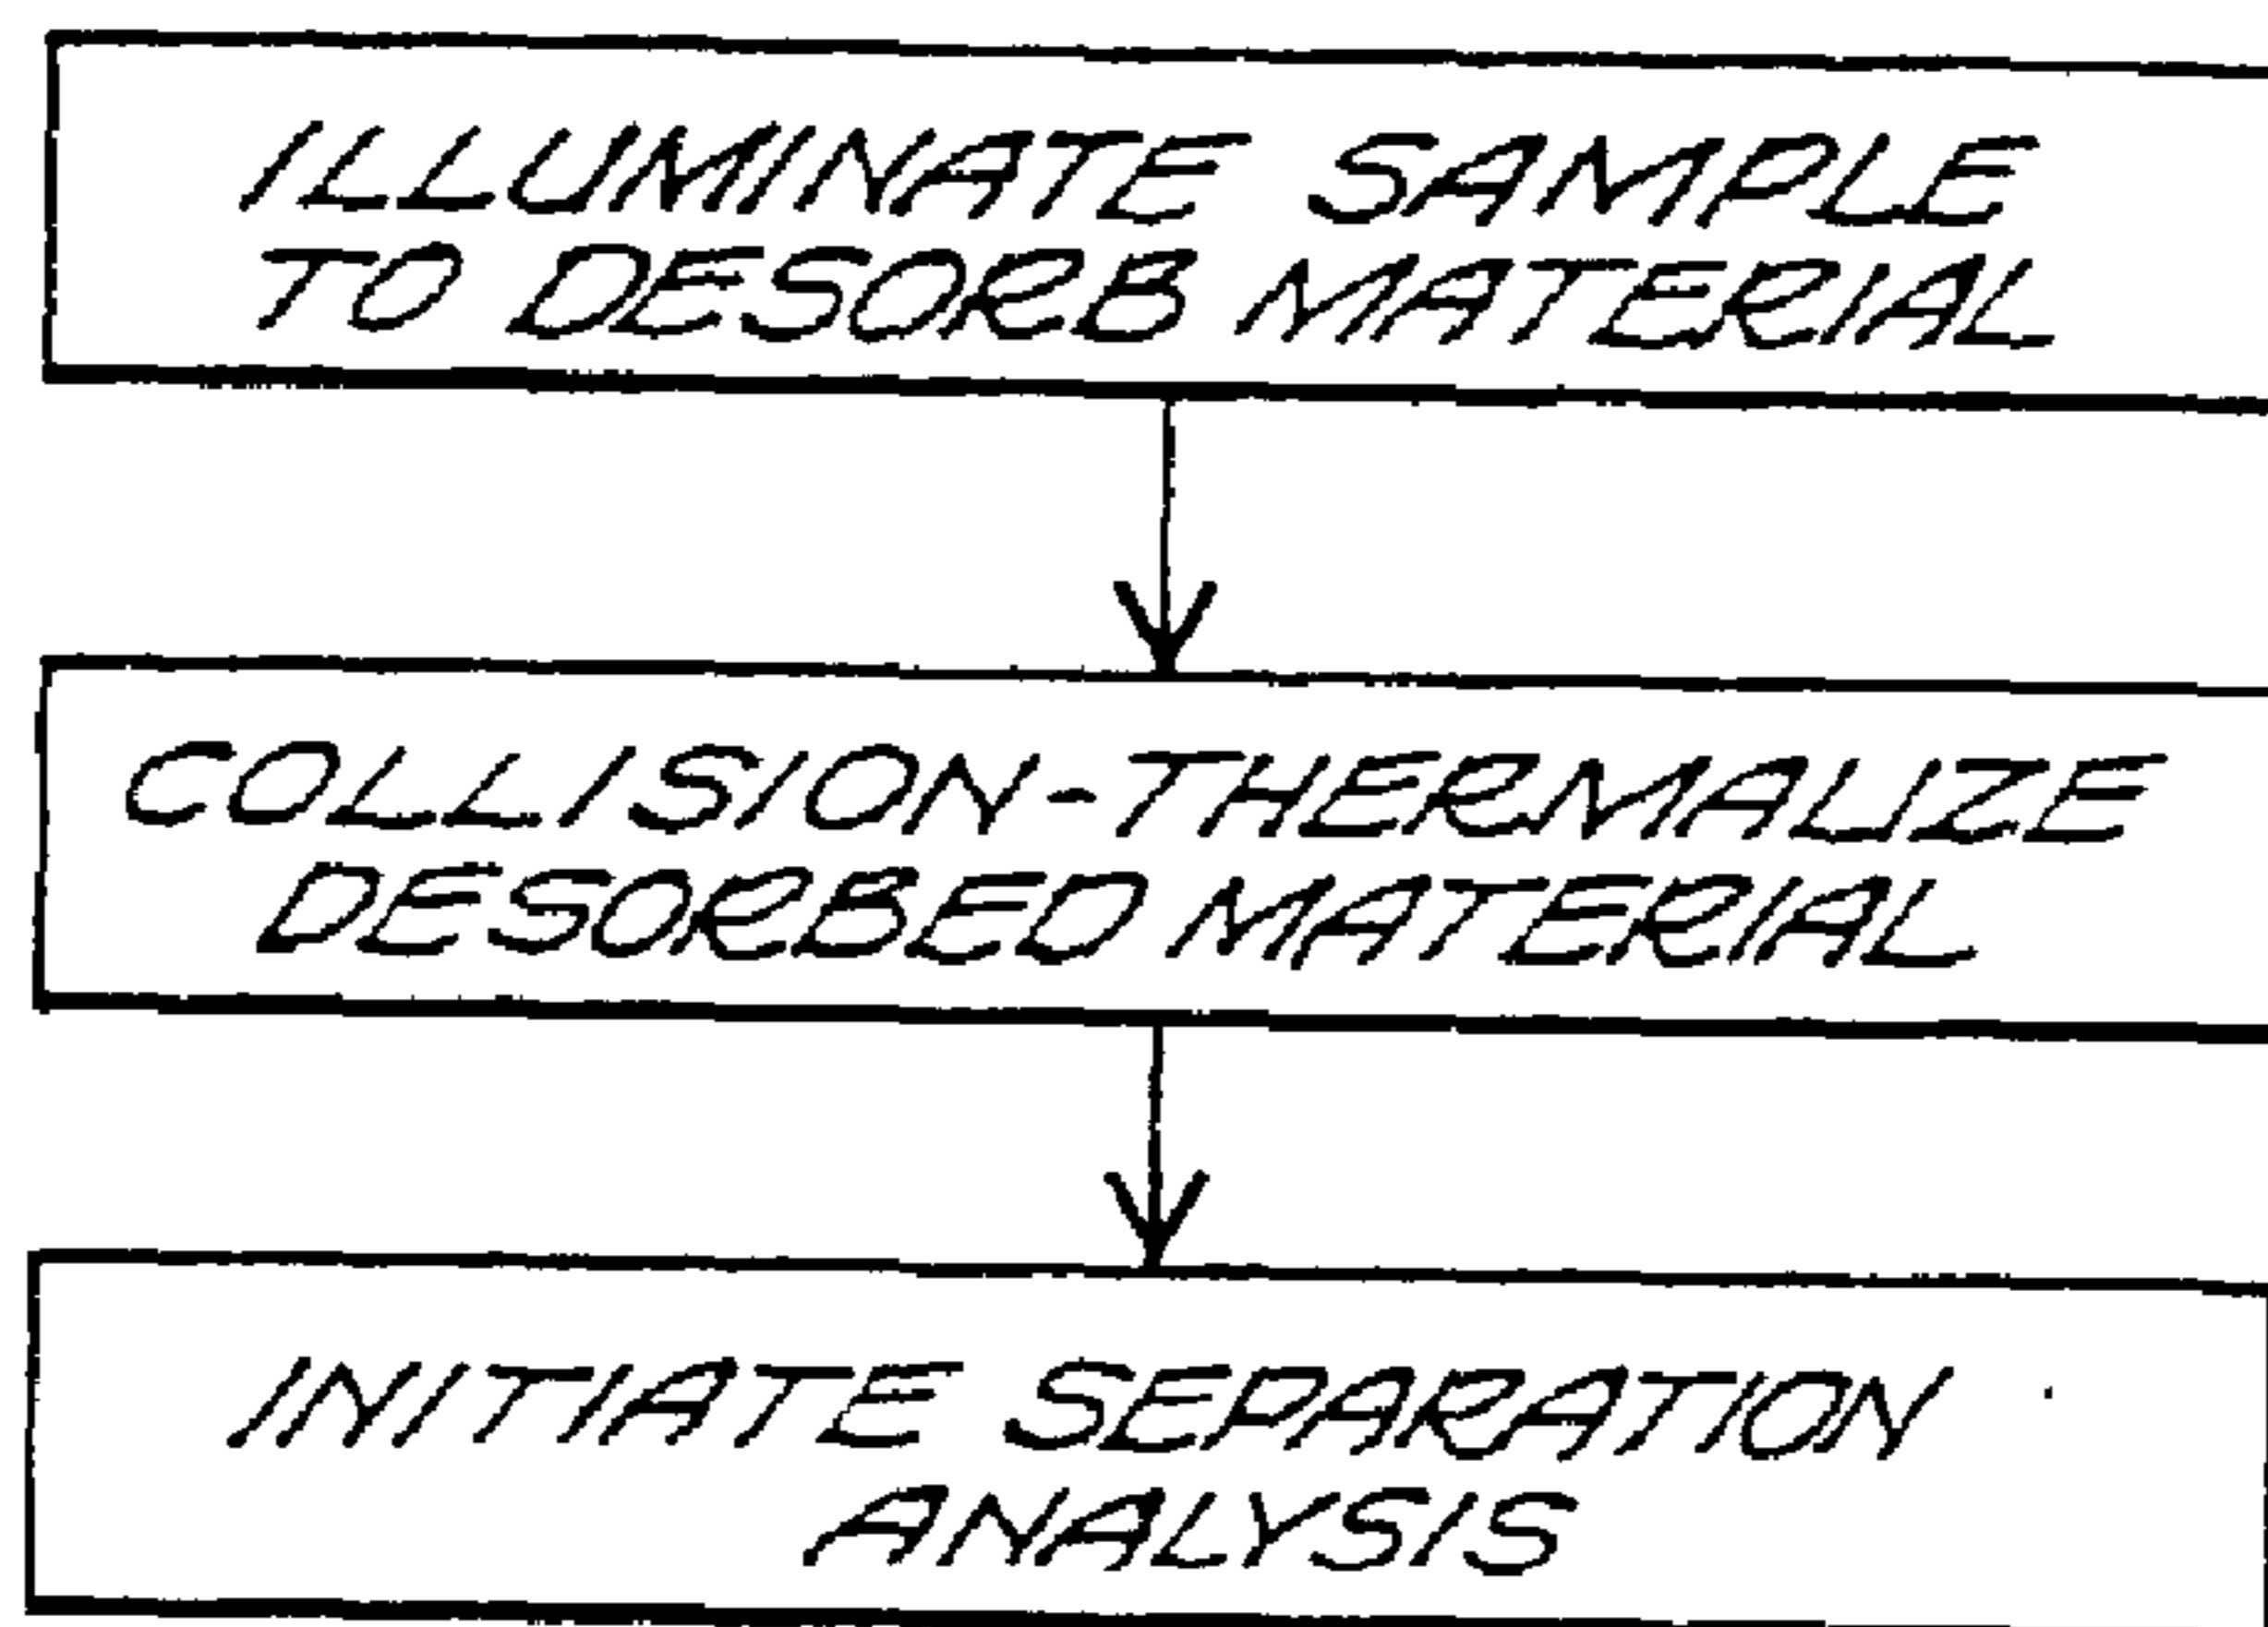 ILLUMINATE SAMPLE
TO DESORB MATERIAL
COLLISION-THERMALIZE
DESORBED MATERIAL
INITIATE SEPARATION
ANALYSIS